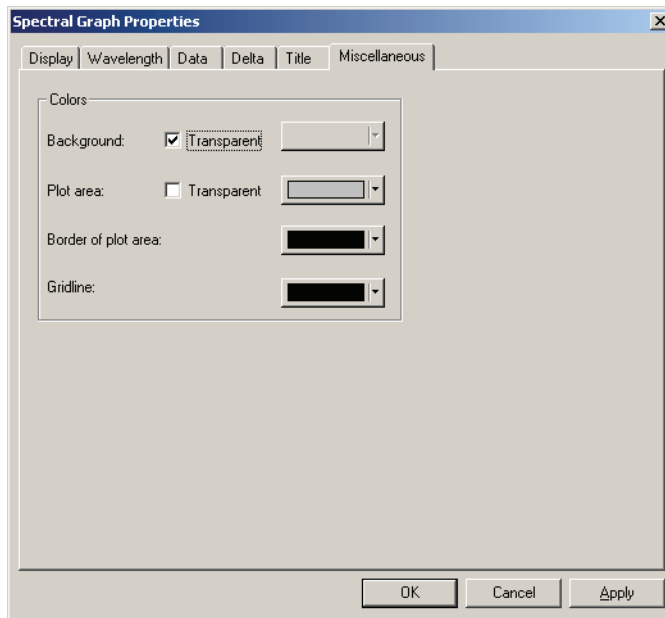 Spectral Graph Properties
Display Wavelength Data Delta Title Miscellaneous
Colors
Background: Transparent
Plot area: Transparent
Border of plot area:
Gridline:
OK Cancel Apply